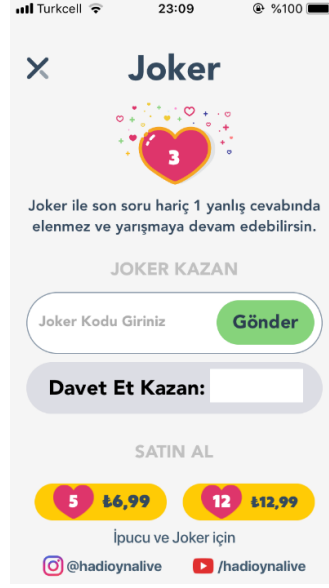 Turkcell 23:09 %100
Joker
3
Joker ile son soru hariç 1 yanlış cevabında
elenmez ve yarışmaya devam edebilirsin.
JOKER KAZAN
Joker Kodu Giriniz Gönder
Davet Et Kazan:
SATIN AL
5 ₺6,99 12 ₺12,99
İpucu ve Joker için
@hadioynalive /hadioynalive